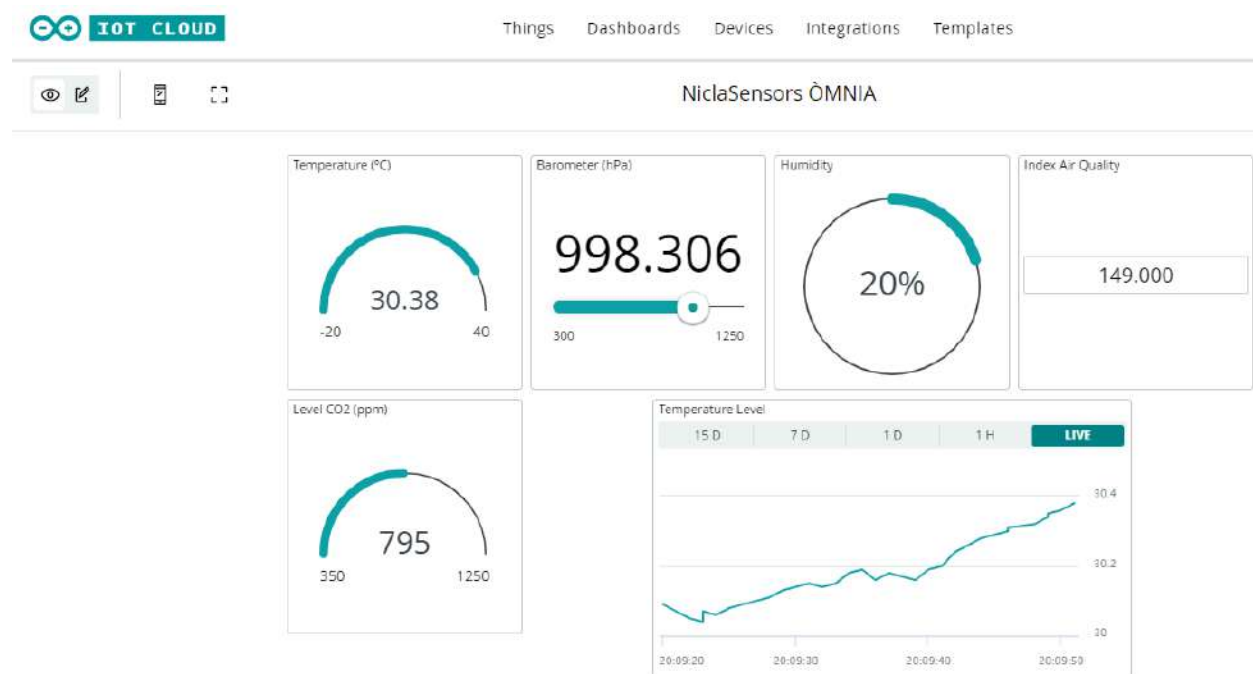 IOT CLOUD
Things Dashboards Devices Integrations Templates
NiclaSensors ÒMNIA
Temperature (ºC)
30.38
-20 40
Barometer (hPa)
998.306
300 1250
Humidity
20%
Index Air Quality
149.000
Level CO2 (ppm)
795
350 1250
Temperature Level
15 D 7 D 1 D 1 H LIVE
30.4
30.2
30
20:09:20 20:09:30 20:09:40 20:09:50